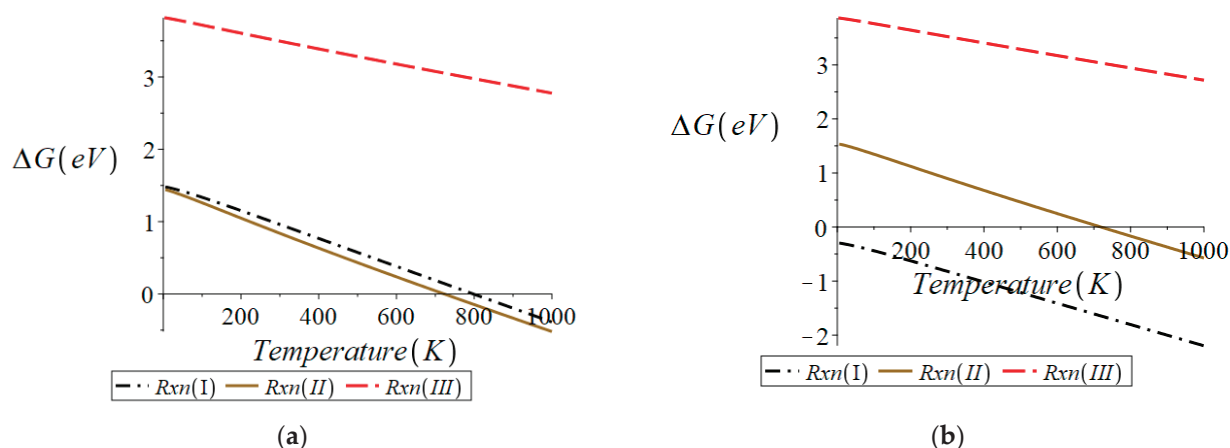 3
2
ΔG(eV)
1
0
200 400 600 800 1000
Temperature(K)
Rxn(I) Rxn(II) Rxn(III)
(a)
3
2
ΔG(eV)
1
0
200 400 600 800 1000
Temperature(K)
−1
−2
Rxn(I) Rxn(II) Rxn(III)
(b)